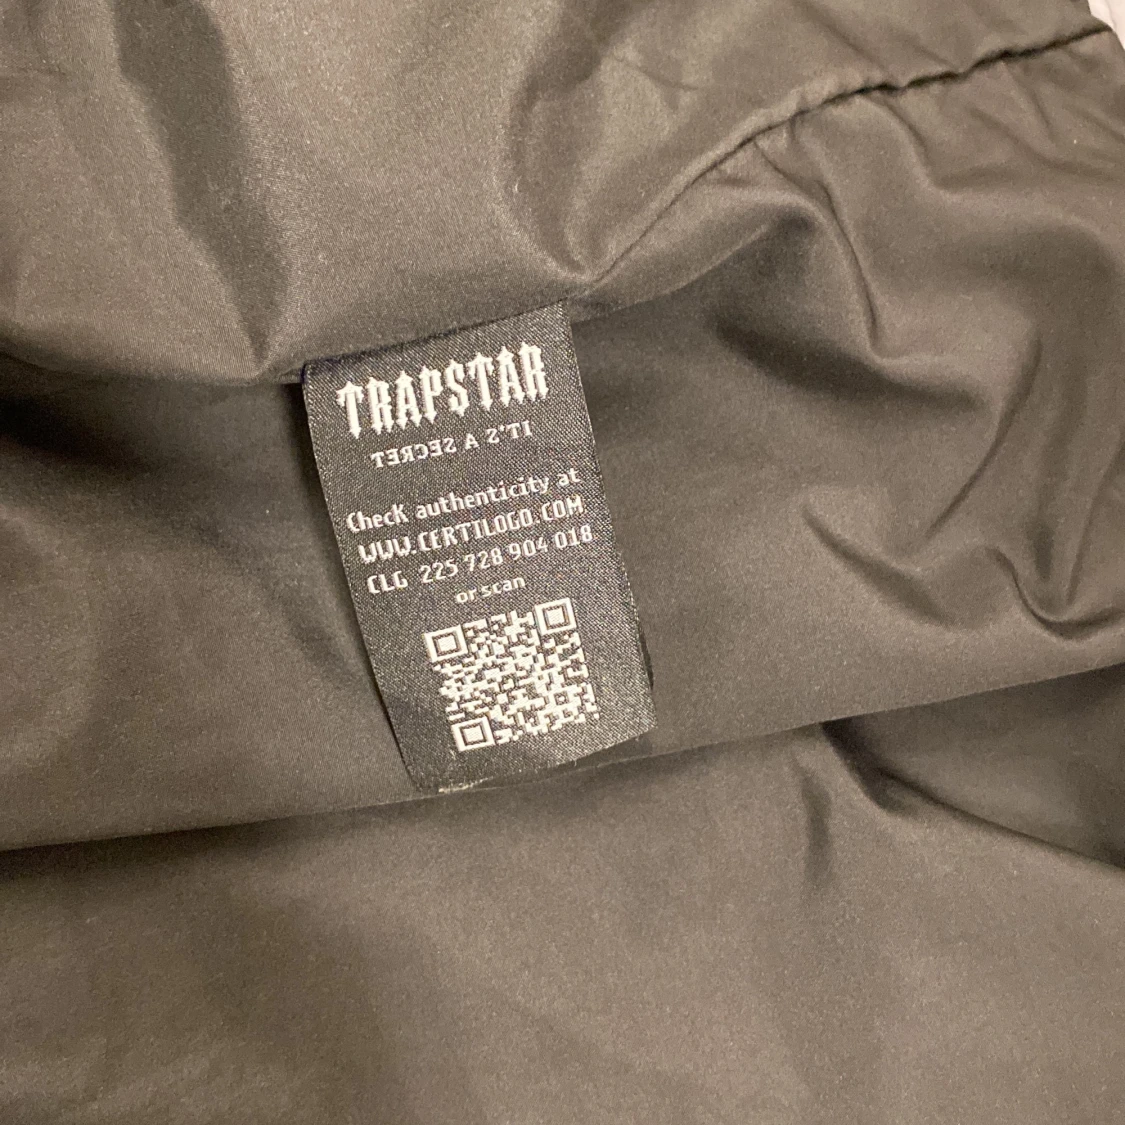 TRAPSTAR
IT'S A SECRET
Check authenticity at
WWW.CERTILOGO.COM
CLG 225 728 904 018
or scan